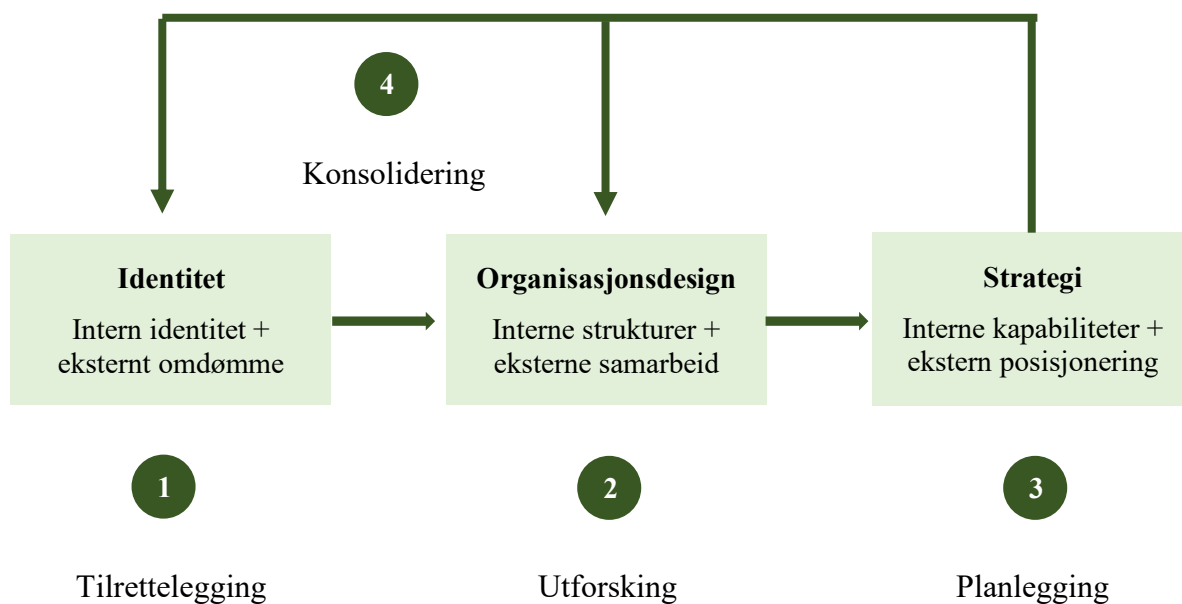 4
Konsolidering
Identitet
Intern identitet +
eksternt omdømme
Organisasjonsdesign
Interne strukturer +
eksterne samarbeid
Strategi
Interne kapabiliteter +
ekstern posisjonering
1
2
3
Tilrettelegging
Utforsking
Planlegging